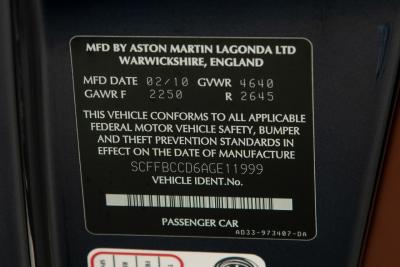 MFD BY ASTON MARTIN LAGONDA LTD
WARWICKSHIRE, ENGLAND
MFD DATE 02/10 GVWR 4640
GAWR F 2250 R 2645
THIS VEHICLE CONFORMS TO ALL APPLICABLE
FEDERAL MOTOR VEHICLE SAFETY, BUMPER
AND THEFT PREVENTION STANDARDS IN
EFFECT ON THE DATE OF MANUFACTURE
SCFFBCCD6AGE11999
VEHICLE IDENT.No.
PASSENGER CAR
AD33-973407-DA